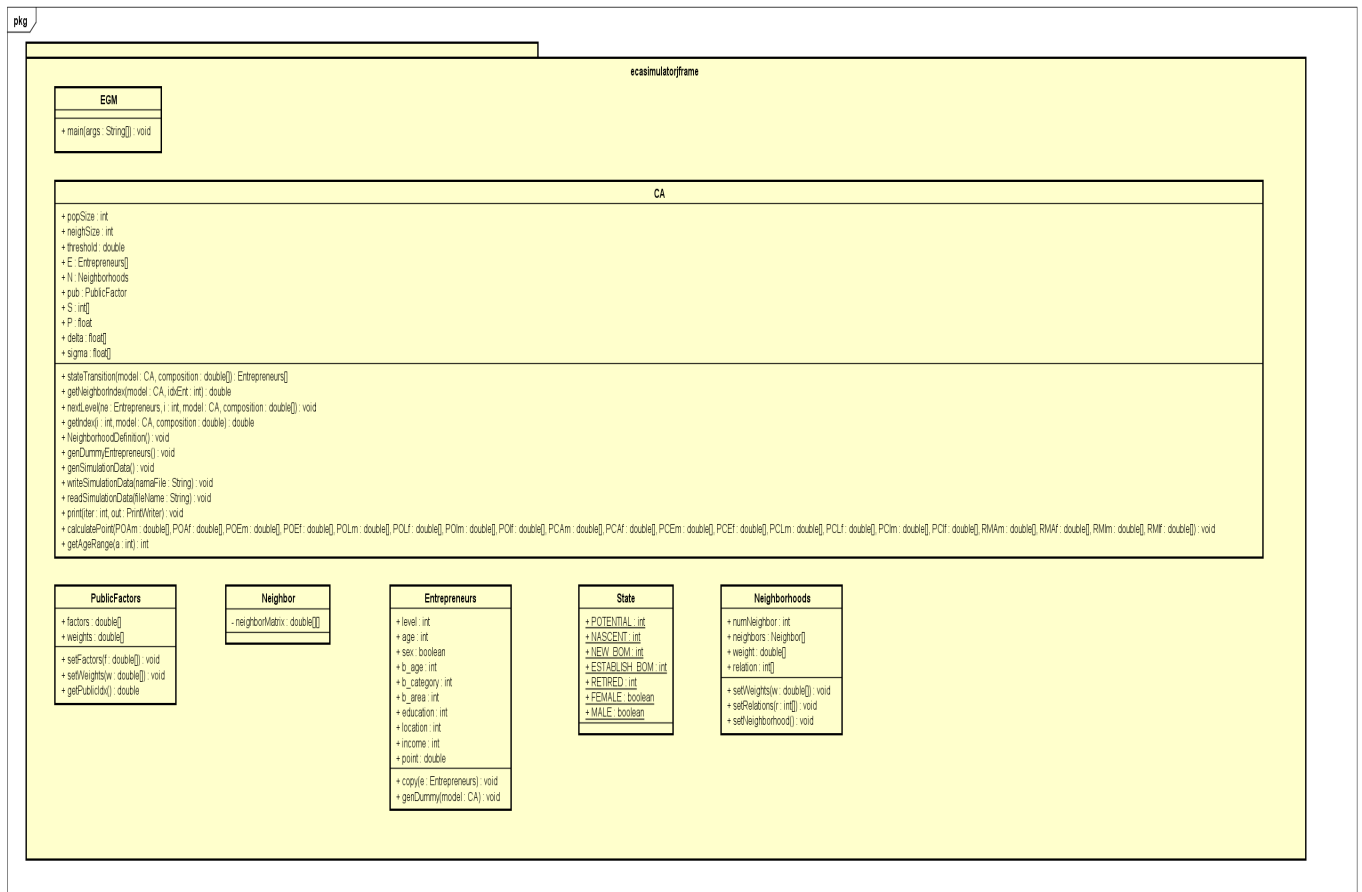 pkg
ecasimulatorjframe
EGM
+ main(args : String[]) : void
CA
+ popSize : int
+ neighSize : int
+ threshold : double
+ E : Entrepreneurs[]
+ N : Neighborhoods
+ pub : PublicFactor
+ S : int[]
+ P : float
+ delta : float[]
+ sigma : float[]
+ stateTransition(model : CA, composition : double[]) : Entrepreneurs[]
+ getNeighborIndex(model : CA, idxEnt : int) : double
+ nextLevel(ne : Entrepreneurs, i : int, model : CA, composition : double[]) : void
+ getIndex(i : int, model : CA, composition : double) : double
+ NeighborhoodDefinition() : void
+ genDummyEntrepreneurs() : void
+ genSimulationData() : void
+ writeSimulationData(namaFile : String) : void
+ readSimulationData(fileName : String) : void
+ print(iter : int, out : PrintWriter) : void
+ calculatePoint(POAm : double[], POAf : double[], POEm : double[], POEf : double[], POLm : double[], POLf : double[], POIm : double[], POIf : double[], PCAm : double[], PCAf : double[], PCEm : double[], PCEf : double[], PCLm : double[], PCLf : double[], PCIm : double[], PCIf : double[], RMAm : double[], RMAf : double[], RMIm : double[], RMIf : double[]) : void
+ getAgeRange(a : int) : int
PublicFactors
+ factors : double[]
+ weights : double[]
+ setFactors(f : double[]) : void
+ setWeights(w : double[]) : void
+ getPublicIdx() : double
Neighbor
- neighborMatrix : double[][]
Entrepreneurs
+ level : int
+ age : int
+ sex : boolean
+ b_age : int
+ b_category : int
+ b_area : int
+ education : int
+ location : int
+ income : int
+ point : double
+ copy(e : Entrepreneurs) : void
+ genDummy(model : CA) : void
State
+ POTENTIAL : int
+ NASCENT : int
+ NEW_BOM : int
+ ESTABLISH_BOM : int
+ RETIRED : int
+ FEMALE : boolean
+ MALE : boolean
Neighborhoods
+ numNeighbor : int
+ neighbors : Neighbor[]
+ weight : double[]
+ relation : int[]
+ setWeights(w : double[]) : void
+ setRelations(r : int[]) : void
+ setNeighborhood() : void